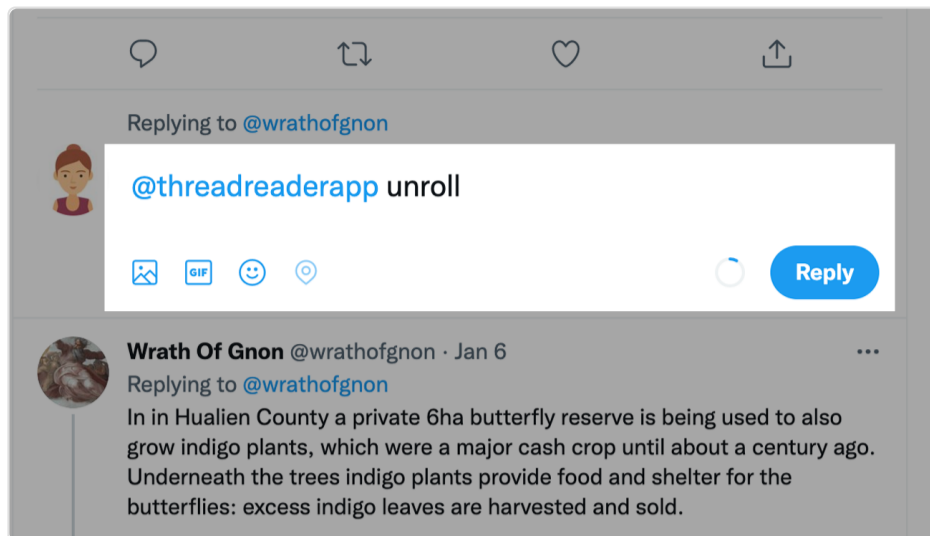 Replying to @wrathofgnon
@threadreaderapp unroll
GIF
Reply
Wrath Of Gnon @wrathofgnon · Jan 6
Replying to @wrathofgnon
In in Hualien County a private 6ha butterfly reserve is being used to also
grow indigo plants, which were a major cash crop until about a century ago.
Underneath the trees indigo plants provide food and shelter for the
butterflies: excess indigo leaves are harvested and sold.